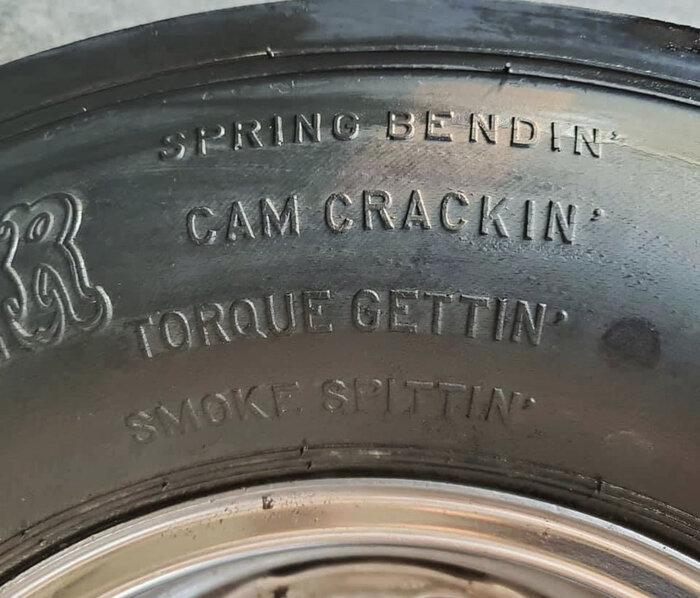 SPRING BENDIN'
CAM CRACKIN'
R
TORQUE GETTIN'
SMOKE SPITTIN'